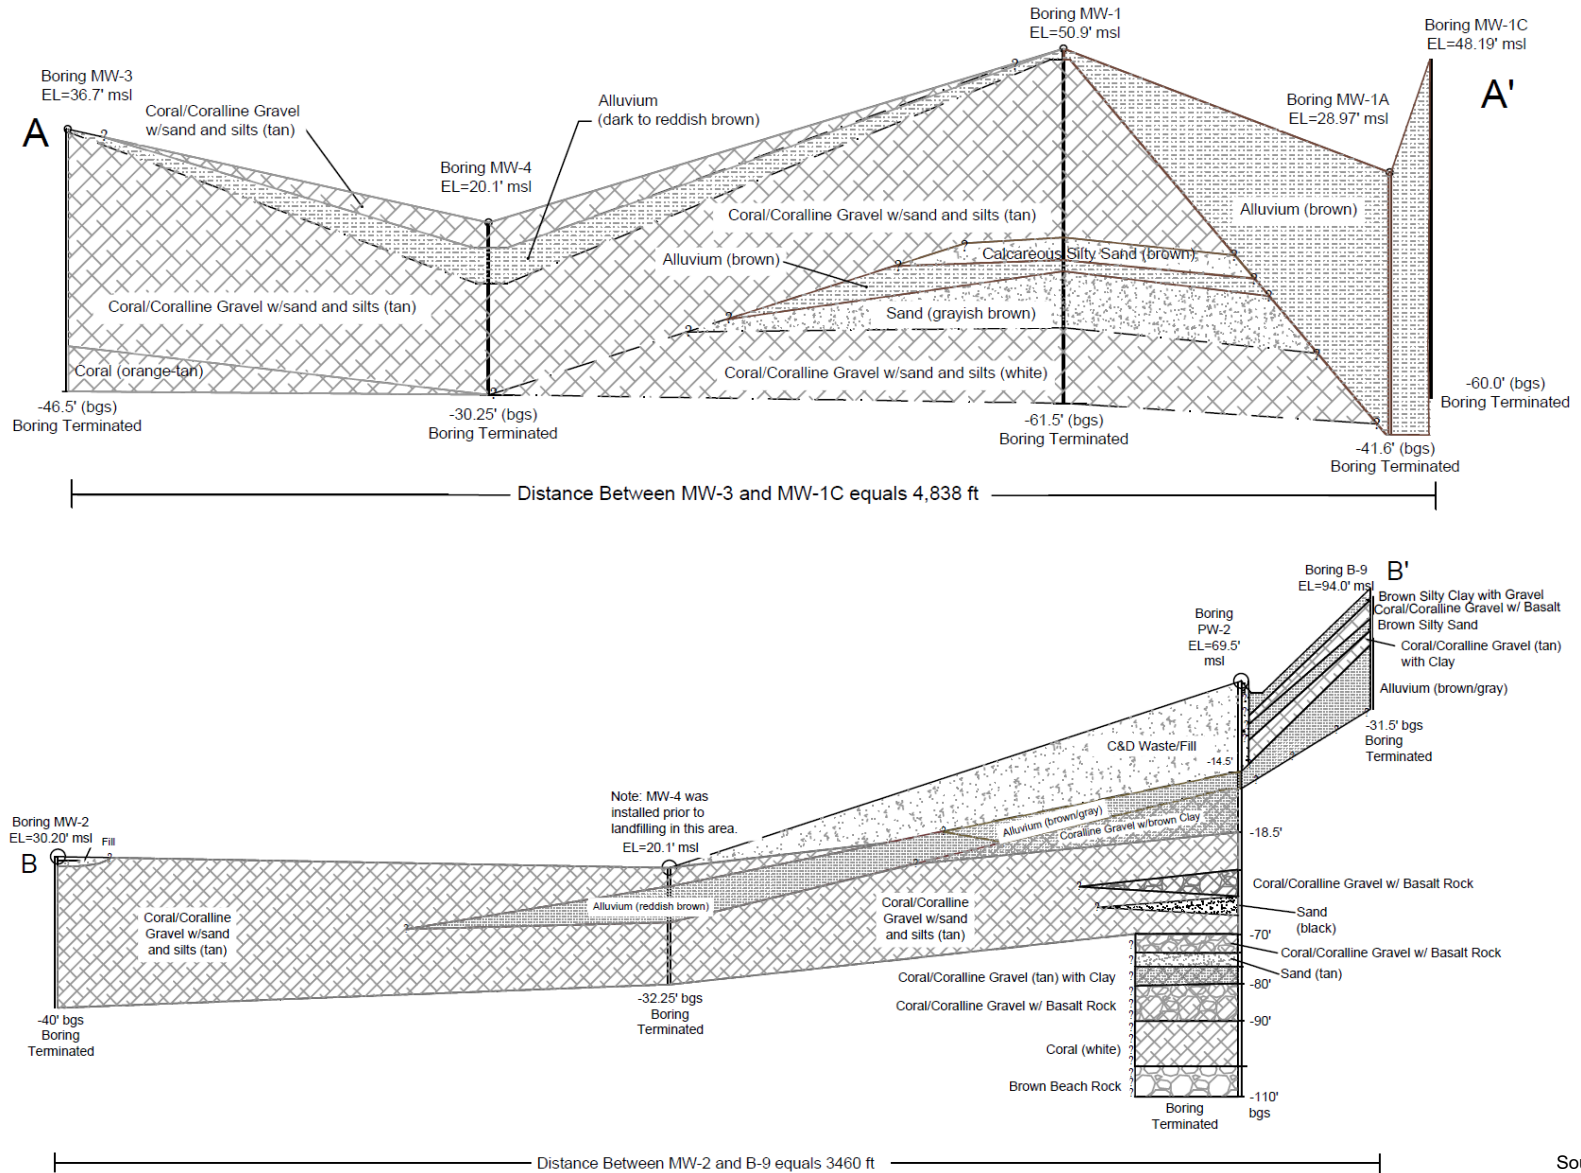 Boring MW-1
EL=50.9' msl
Boring MW-1C
EL=48.19' msl
Boring MW-3
EL=36.7' msl
A
Coral/Coralline Gravel
w/sand and silts (tan)
Alluvium
(dark to reddish brown)
Boring MW-1A
EL=28.97' msl
A'
Boring MW-4
EL=20.1' msl
Coral/Coralline Gravel w/sand and silts (tan)
Alluvium (brown)
Alluvium (brown)
Calcareous Silty Sand (brown)
Coral/Coralline Gravel w/sand and silts (tan)
Sand (grayish brown)
Coral (orange-tan)
Coral/Coralline Gravel w/sand and silts (white)
-46.5' (bgs)
Boring Terminated
-30.25' (bgs)
Boring Terminated
-61.5' (bgs)
Boring Terminated
-60.0' (bgs)
Boring Terminated
-41.6' (bgs)
Boring Terminated
Distance Between MW-3 and MW-1C equals 4,838 ft
Boring B-9
EL=94.0' msl
B'
Brown Silty Clay with Gravel
Coral/Coralline Gravel w/ Basalt
Brown Silty Sand
Coral/Coralline Gravel (tan)
with Clay
Alluvium (brown/gray)
-31.5' bgs
Boring
Terminated
Boring
PW-2
EL=69.5'
msl
C&D Waste/Fill
-14.5'
Note: MW-4 was
installed prior to
landfilling in this area.
EL=20.1' msl
Boring MW-2
EL=30.20' msl
Fill
B
Alluvium (brown/gray)
Coralline Gravel w/brown Clay
-18.5'
Coral/Coralline
Gravel w/sand
and silts (tan)
Alluvium (reddish brown)
Coral/Coralline
Gravel w/sand
and silts (tan)
Coral/Coralline Gravel w/ Basalt Rock
Sand
(black)
-70'
Coral/Coralline Gravel w/ Basalt Rock
Sand (tan)
Coral/Coralline Gravel (tan) with Clay
-80'
Coral/Coralline Gravel w/ Basalt Rock
-90'
Coral (white)
Brown Beach Rock
-110'
bgs
Boring
Terminated
-40' bgs
Boring
Terminated
-32.25' bgs
Boring
Terminated
Distance Between MW-2 and B-9 equals 3460 ft
Sou